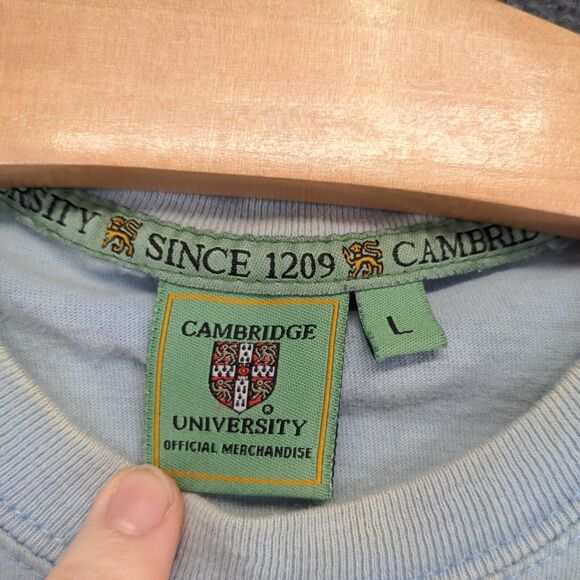 RSITY SINCE 1209 CAMBRID
CAMBRIDGE
®
UNIVERSITY
OFFICIAL MERCHANDISE
L